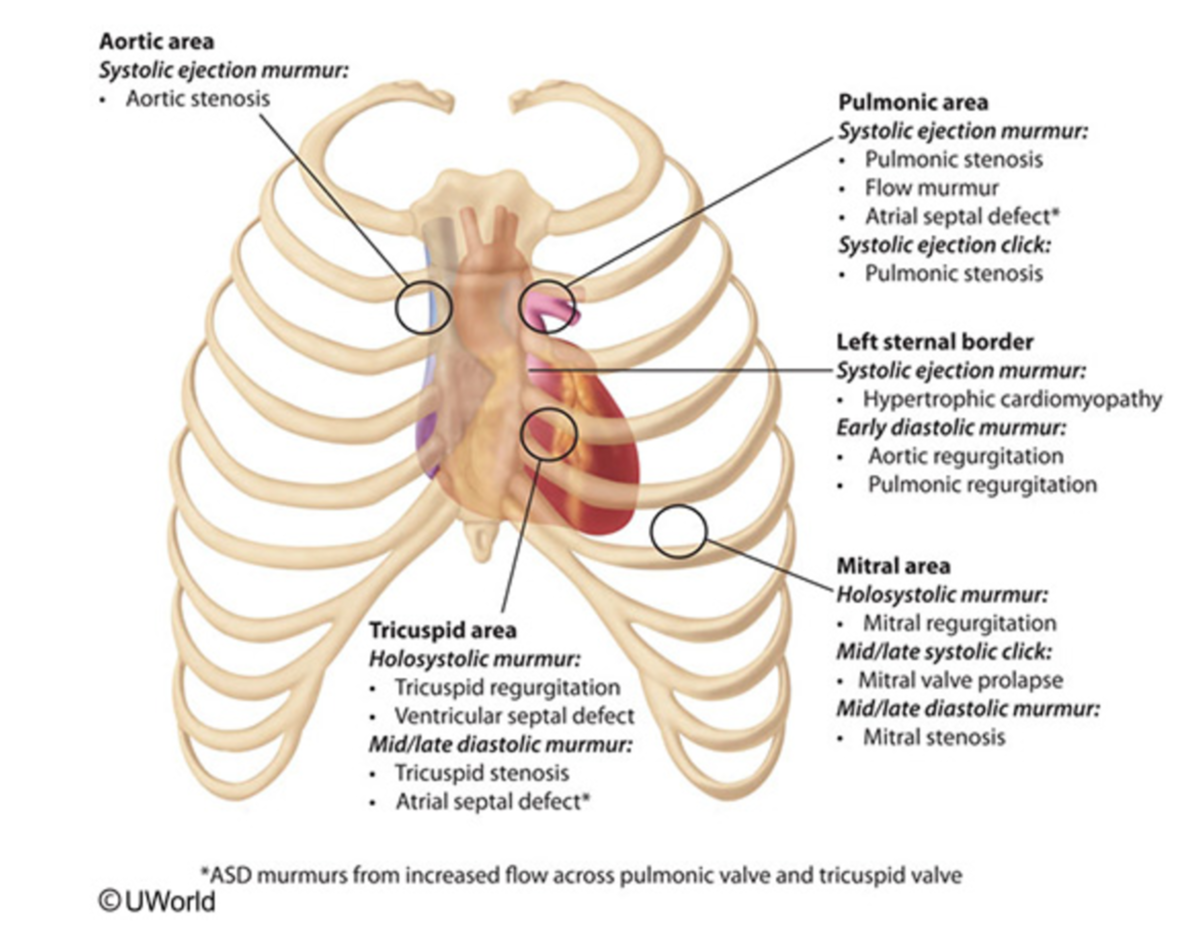 Aortic area
Systolic ejection murmur:
• Aortic stenosis
Pulmonic area
Systolic ejection murmur:
• Pulmonic stenosis
• Flow murmur
• Atrial septal defect*
Systolic ejection click:
• Pulmonic stenosis
Left sternal border
Systolic ejection murmur:
• Hypertrophic cardiomyopathy
Early diastolic murmur:
• Aortic regurgitation
• Pulmonic regurgitation
Mitral area
Holosystolic murmur:
• Mitral regurgitation
Mid/late systolic click:
• Mitral valve prolapse
Mid/late diastolic murmur:
• Mitral stenosis
Tricuspid area
Holosystolic murmur:
• Tricuspid regurgitation
• Ventricular septal defect
Mid/late diastolic murmur:
• Tricuspid stenosis
• Atrial septal defect*
*ASD murmurs from increased flow across pulmonic valve and tricuspid valve
©UWorld